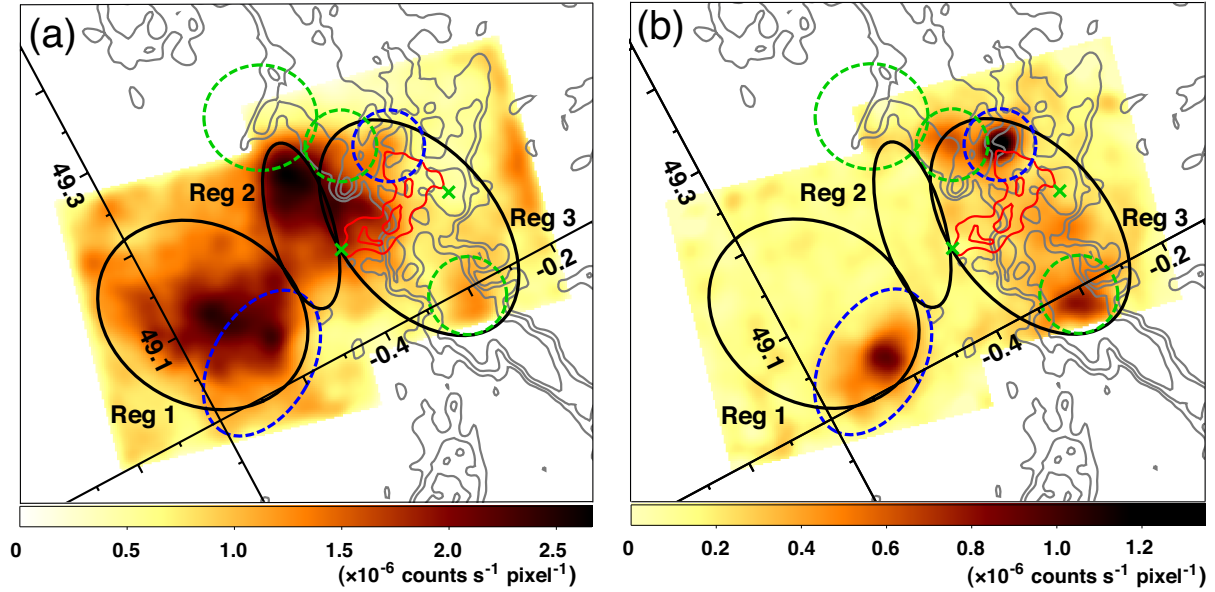 (a)
Reg 2
49.3
Reg 3
-0.2
49.1
-0.4
Reg 1
0 0.5 1.0 1.5 2.0 2.5
(×10⁻⁶ counts s⁻¹ pixel⁻¹)
(b)
Reg 2
49.3
Reg 3
-0.2
49.1
-0.4
Reg 1
0 0.2 0.4 0.6 0.8 1.0 1.2
(×10⁻⁶ counts s⁻¹ pixel⁻¹)